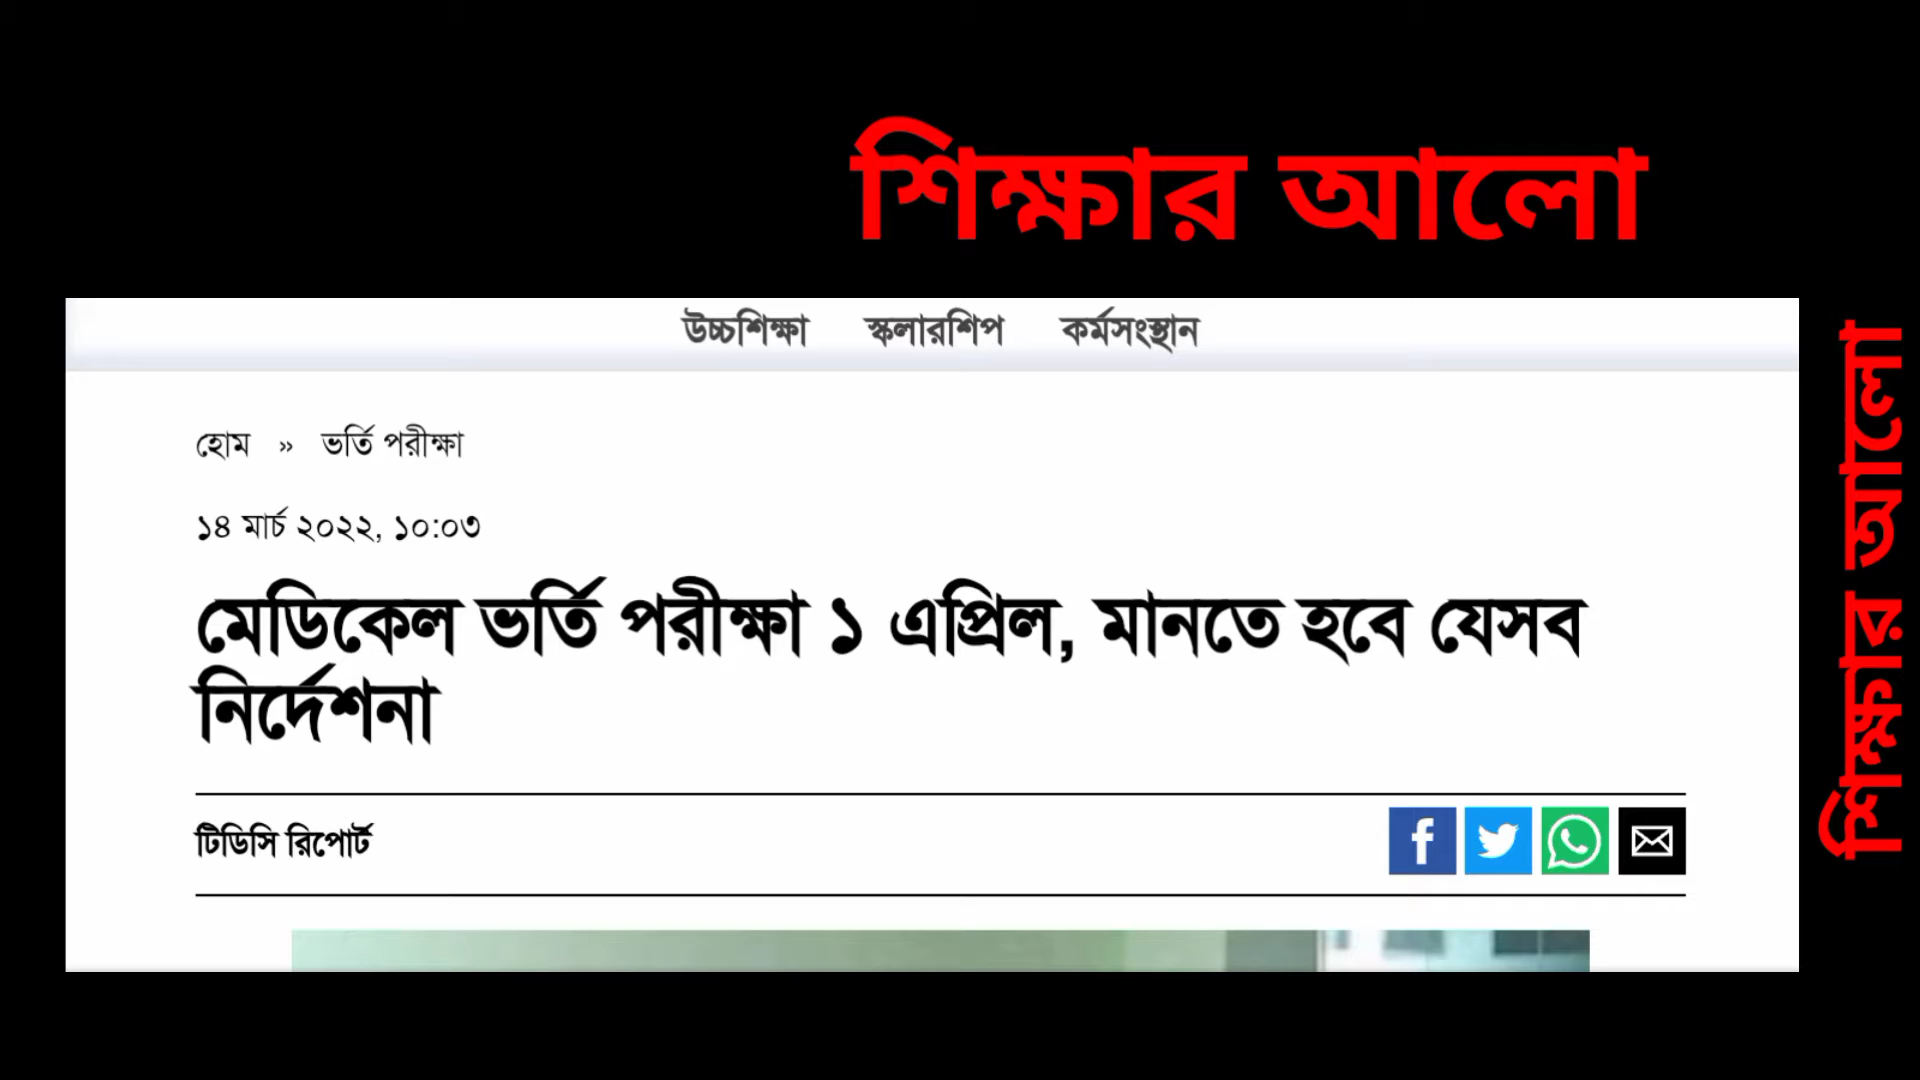 শিক্ষার আলো
উচ্চশিক্ষা স্কলারশিপ কর্মসংস্থান
হোম » ভর্তি পরীক্ষা
১৪ মার্চ ২০২২, ১০:০৩
মেডিকেল ভর্তি পরীক্ষা ১ এপ্রিল, মানতে হবে যেসব
নির্দেশনা
টিডিসি রিপোর্ট
শিক্ষার আলো